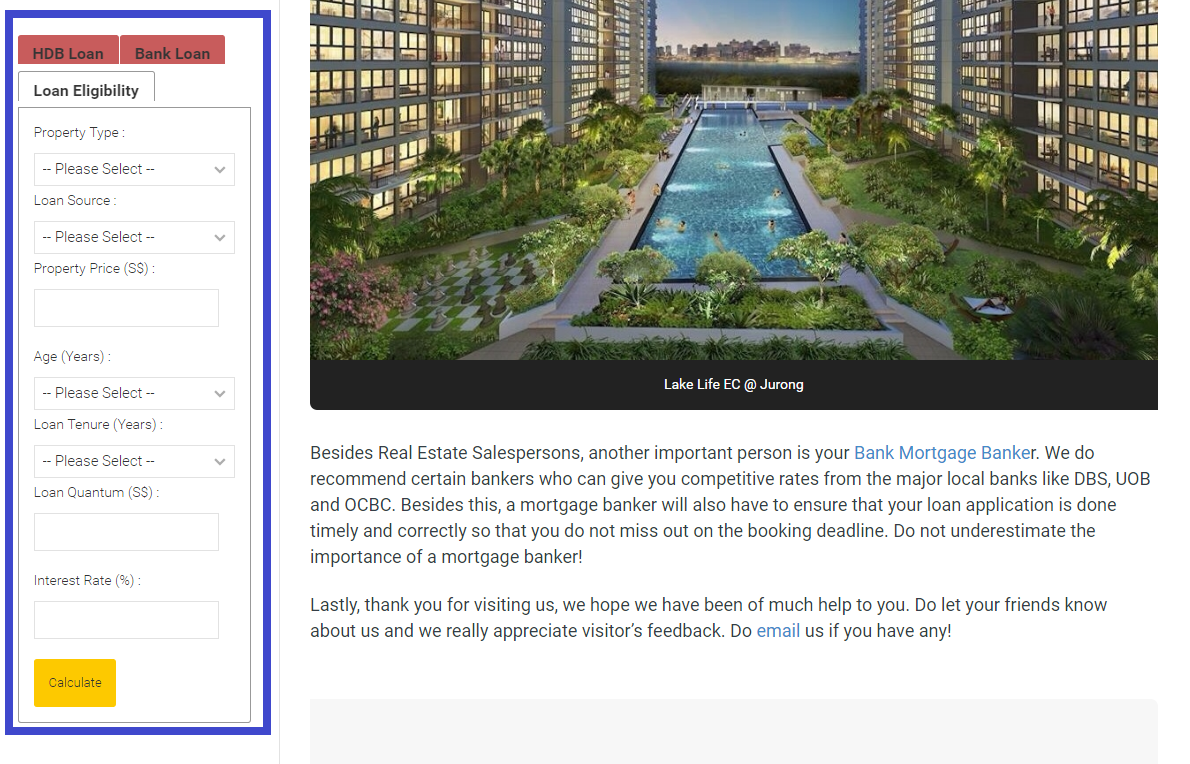 HDB Loan
Bank Loan
Loan Eligibility
Property Type :
-- Please Select --
Loan Source :
-- Please Select --
Property Price (S$) :
Age (Years) :
-- Please Select --
Loan Tenure (Years) :
-- Please Select --
Loan Quantum (S$) :
Interest Rate (%) :
Calculate
Lake Life EC @ Jurong
Besides Real Estate Salespersons, another important person is your Bank Mortgage Banker. We do
recommend certain bankers who can give you competitive rates from the major local banks like DBS, UOB
and OCBC. Besides this, a mortgage banker will also have to ensure that your loan application is done
timely and correctly so that you do not miss out on the booking deadline. Do not underestimate the
importance of a mortgage banker!
Lastly, thank you for visiting us, we hope we have been of much help to you. Do let your friends know
about us and we really appreciate visitor’s feedback. Do email us if you have any!